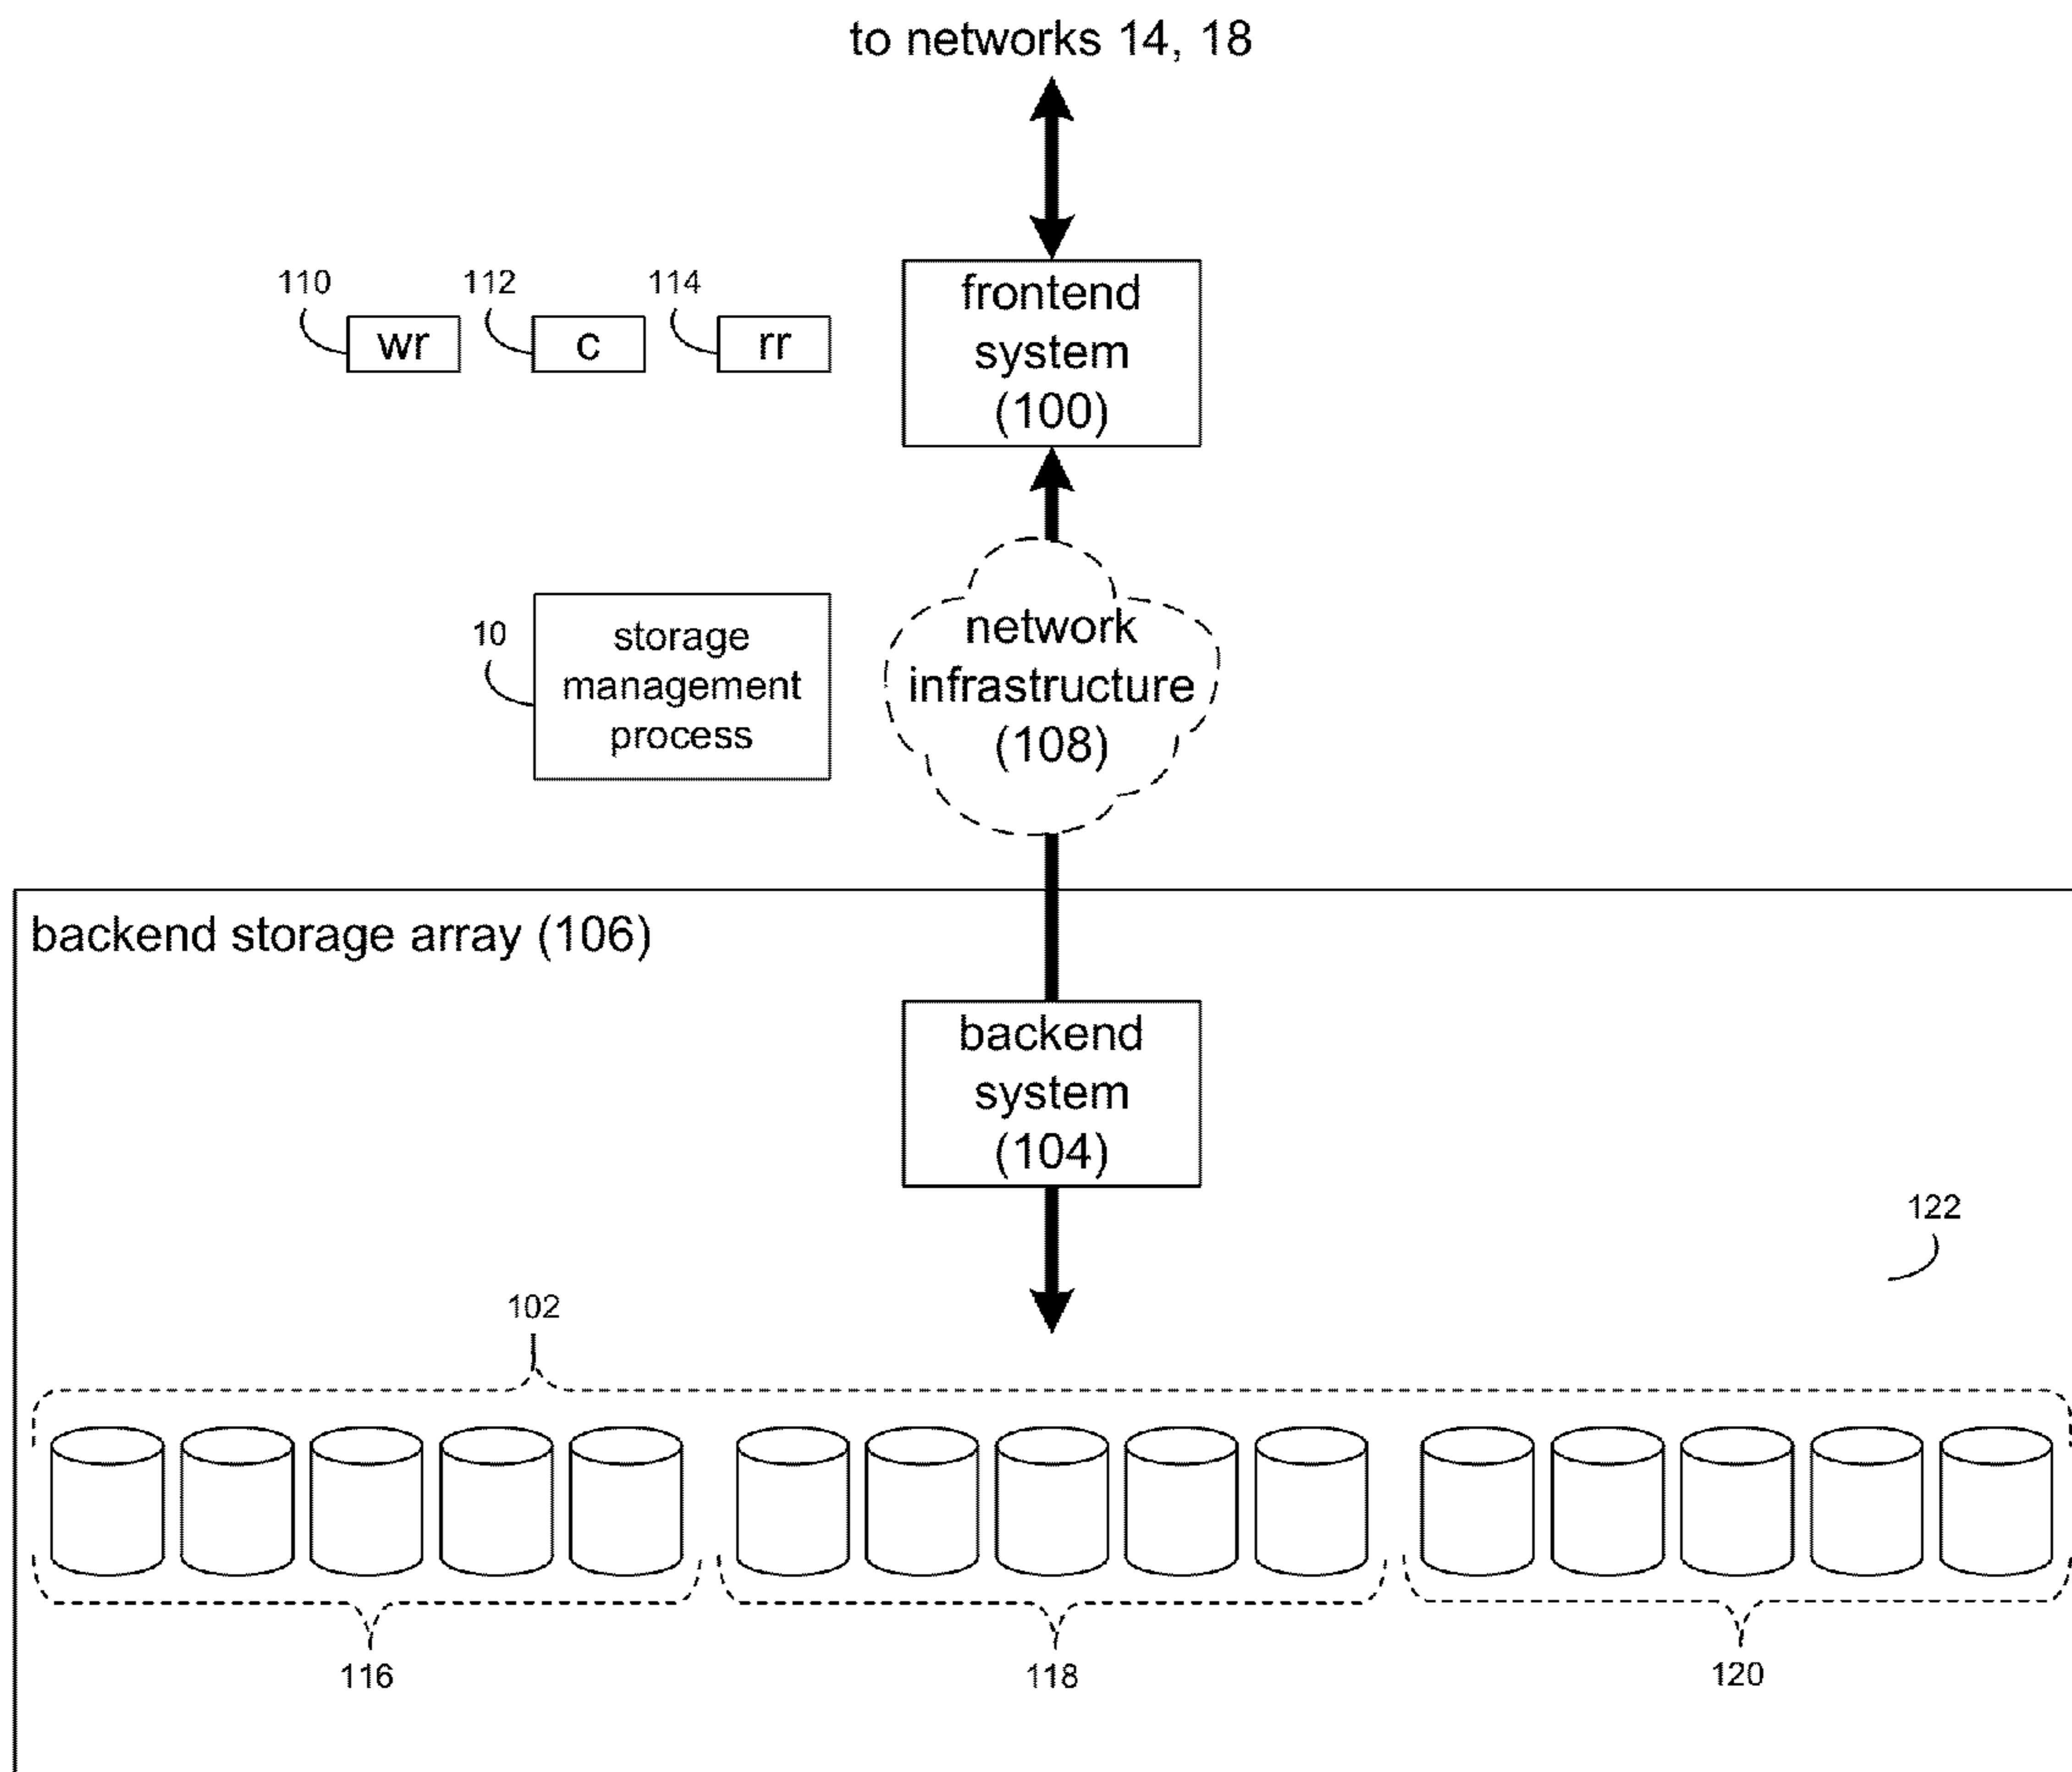 to networks 14, 18
110
112
114
wr
c
rr
frontend
system
(100)
10
storage
management
process
network
infrastructure
(108)
backend storage array (106)
backend
system
(104)
122
102
116
118
120